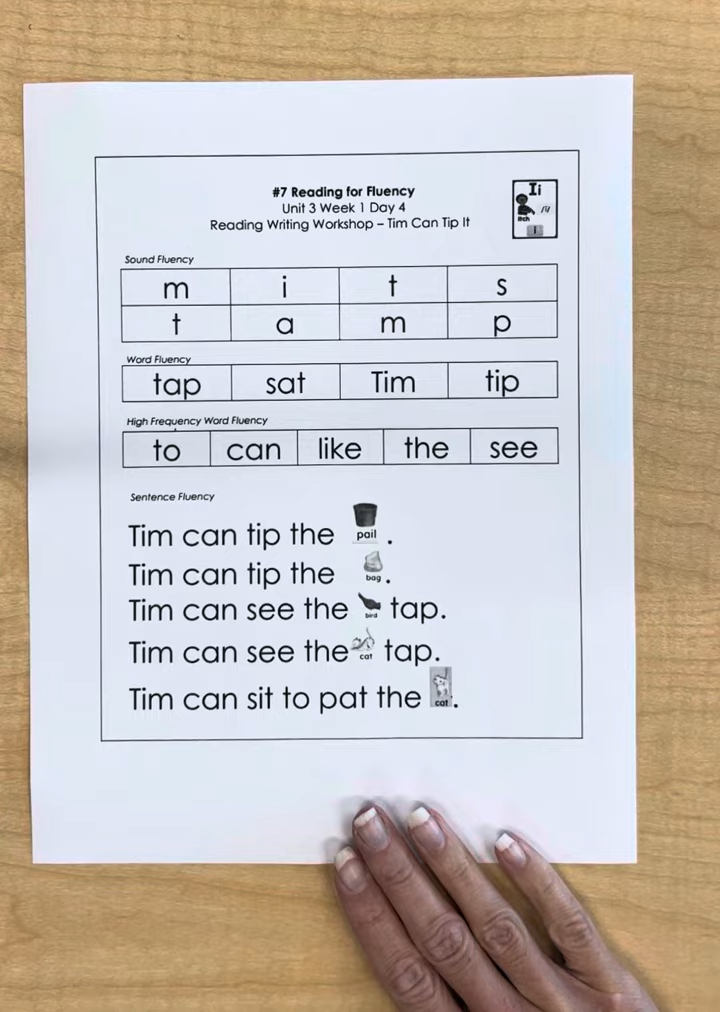 #7 Reading for Fluency
Unit 3 Week 1 Day 4
Reading Writing Workshop – Tim Can Tip It
Ii
/i/
itch
i
Sound Fluency
m i t s
t a m p
Word Fluency
tap sat Tim tip
High Frequency Word Fluency
to can like the see
Sentence Fluency
Tim can tip the pail .
Tim can tip the bag .
Tim can see the bird tap.
Tim can see the cat tap.
Tim can sit to pat the cat .